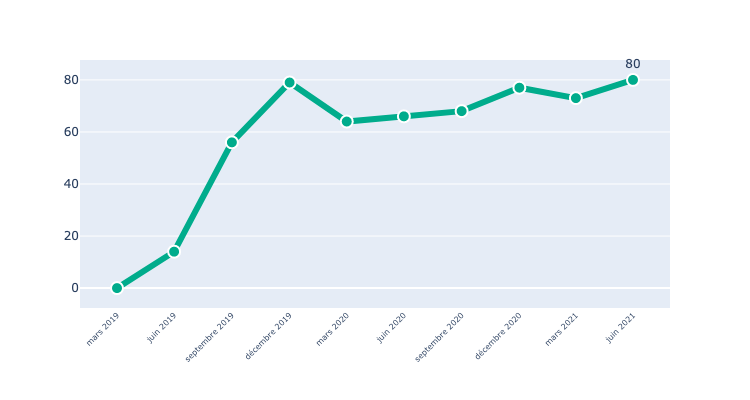 80
80
60
40
20
0
mars 2019
juin 2019
septembre 2019
décembre 2019
mars 2020
juin 2020
septembre 2020
décembre 2020
mars 2021
juin 2021